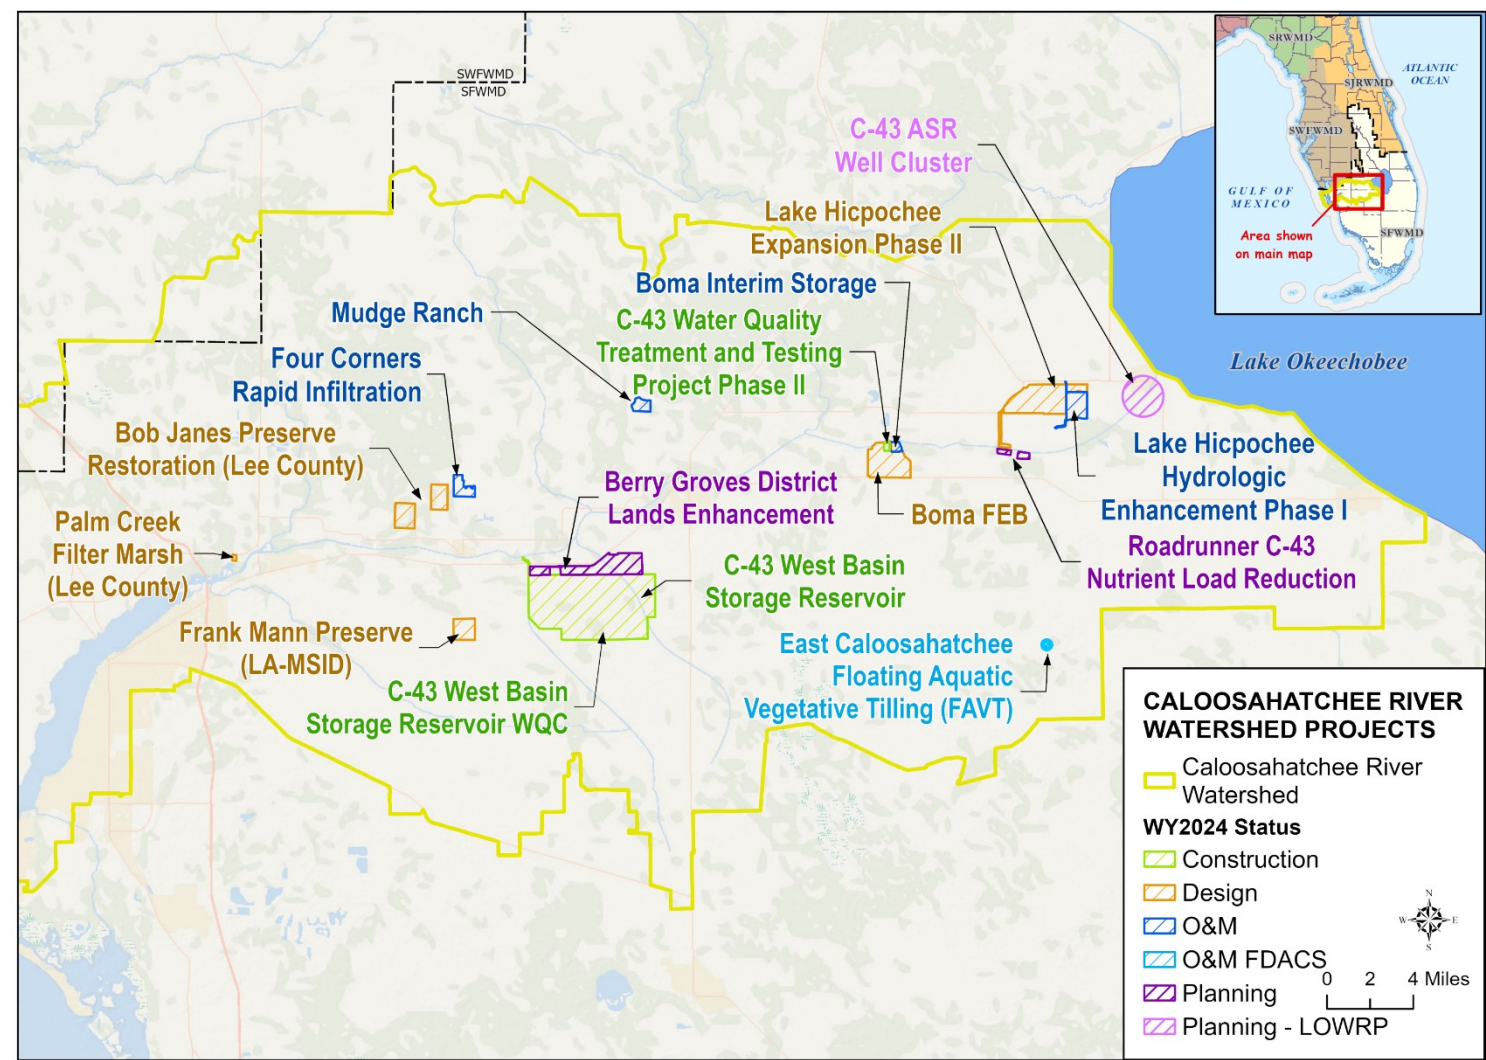 SWFWMD
SFWMD
C-43 ASR
Well Cluster
Lake Hicpochee
Expansion Phase II
Boma Interim Storage
Mudge Ranch
C-43 Water Quality
Treatment and Testing
Project Phase II
Four Corners
Rapid Infiltration
Bob Janes Preserve
Restoration (Lee County)
Palm Creek
Filter Marsh
(Lee County)
Berry Groves District
Lands Enhancement
Boma FEB
Lake Hicpochee
Hydrologic
Enhancement Phase I
Roadrunner C-43
Nutrient Load Reduction
C-43 West Basin
Storage Reservoir
Frank Mann Preserve
(LA-MSID)
C-43 West Basin
Storage Reservoir WQC
East Caloosahatchee
Floating Aquatic
Vegetative Tilling (FAVT)
Lake Okeechobee
SRWMD
ATLANTIC
OCEAN
SJRWMD
SWFWMD
GULF OF
MEXICO
SFWMD
Area shown
on main map
CALOOSAHATCHEE RIVER
WATERSHED PROJECTS
Caloosahatchee River
Watershed
WY2024 Status
Construction
Design
O&M
O&M FDACS
Planning
Planning - LOWRP
N
W E
S
0 2 4 Miles